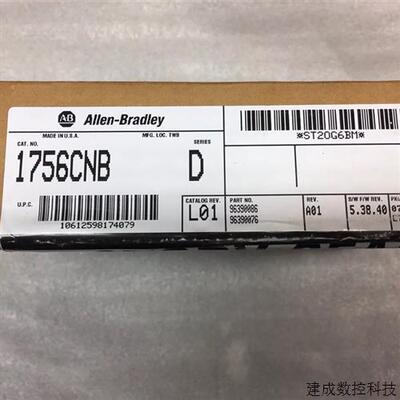 AB Allen-Bradley
MADE IN U.S.A. MFG. LOC. TWB
*ST20G6BM*
CAT. NO. SERIES
1756CNB D
U.P.C.
10612598174079
CATALOG REV. PART NO. REV. S/W F/W REV.
L01 96390086 A01 5.38.40
96390076
建成数控科技